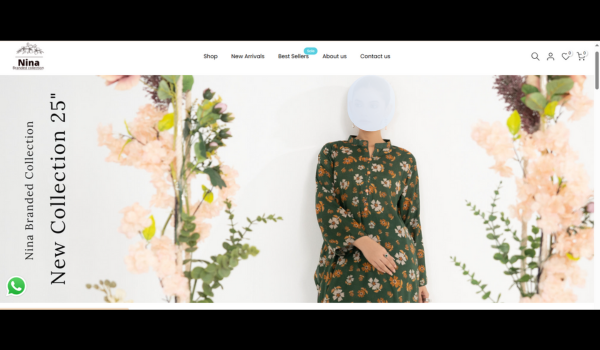 Nina
Branded collection
Shop
New Arrivals
Best Sellers
About us
Contact us
0
0
Nina Branded Collection
New Collection 25"